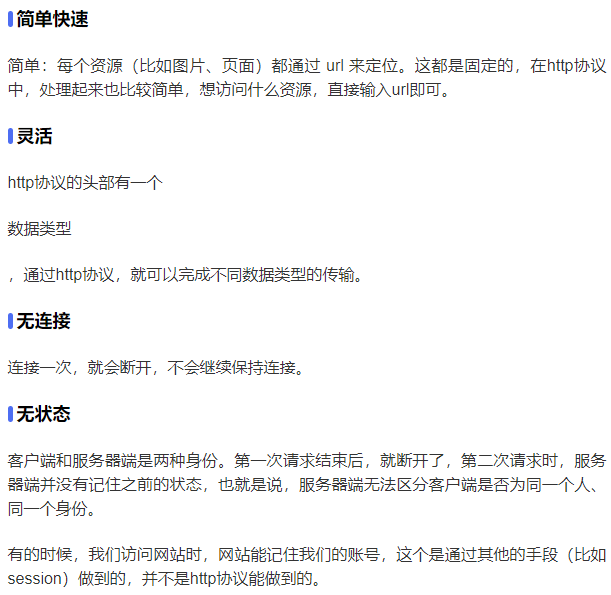 简单快速
简单：每个资源（比如图片、页面）都通过 url 来定位。这都是固定的，在http协议
中，处理起来也比较简单，想访问什么资源，直接输入url即可。
灵活
http协议的头部有一个
数据类型
，通过http协议，就可以完成不同数据类型的传输。
无连接
连接一次，就会断开，不会继续保持连接。
无状态
客户端和服务器端是两种身份。第一次请求结束后，就断开了，第二次请求时，服务
器端并没有记住之前的状态，也就是说，服务器端无法区分客户端是否为同一个人、
同一个身份。
有的时候，我们访问网站时，网站能记住我们的账号，这个是通过其他的手段（比如
session）做到的，并不是http协议能做到的。